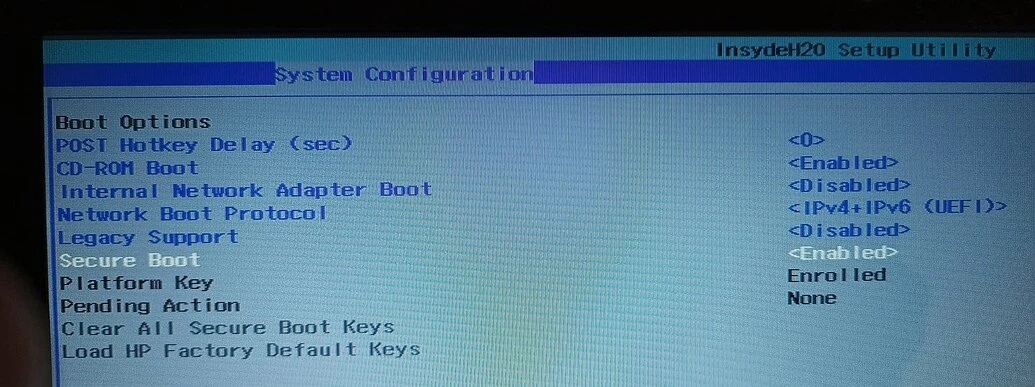 InsydeH2O Setup Utility
System Configuration
Boot Options
POST Hotkey Delay (sec) <0>
CD-ROM Boot <Enabled>
Internal Network Adapter Boot <Disabled>
Network Boot Protocol <IPv4+IPv6 (UEFI)>
Legacy Support <Disabled>
Secure Boot <Enabled>
Platform Key Enrolled
Pending Action None
Clear All Secure Boot Keys
Load HP Factory Default Keys